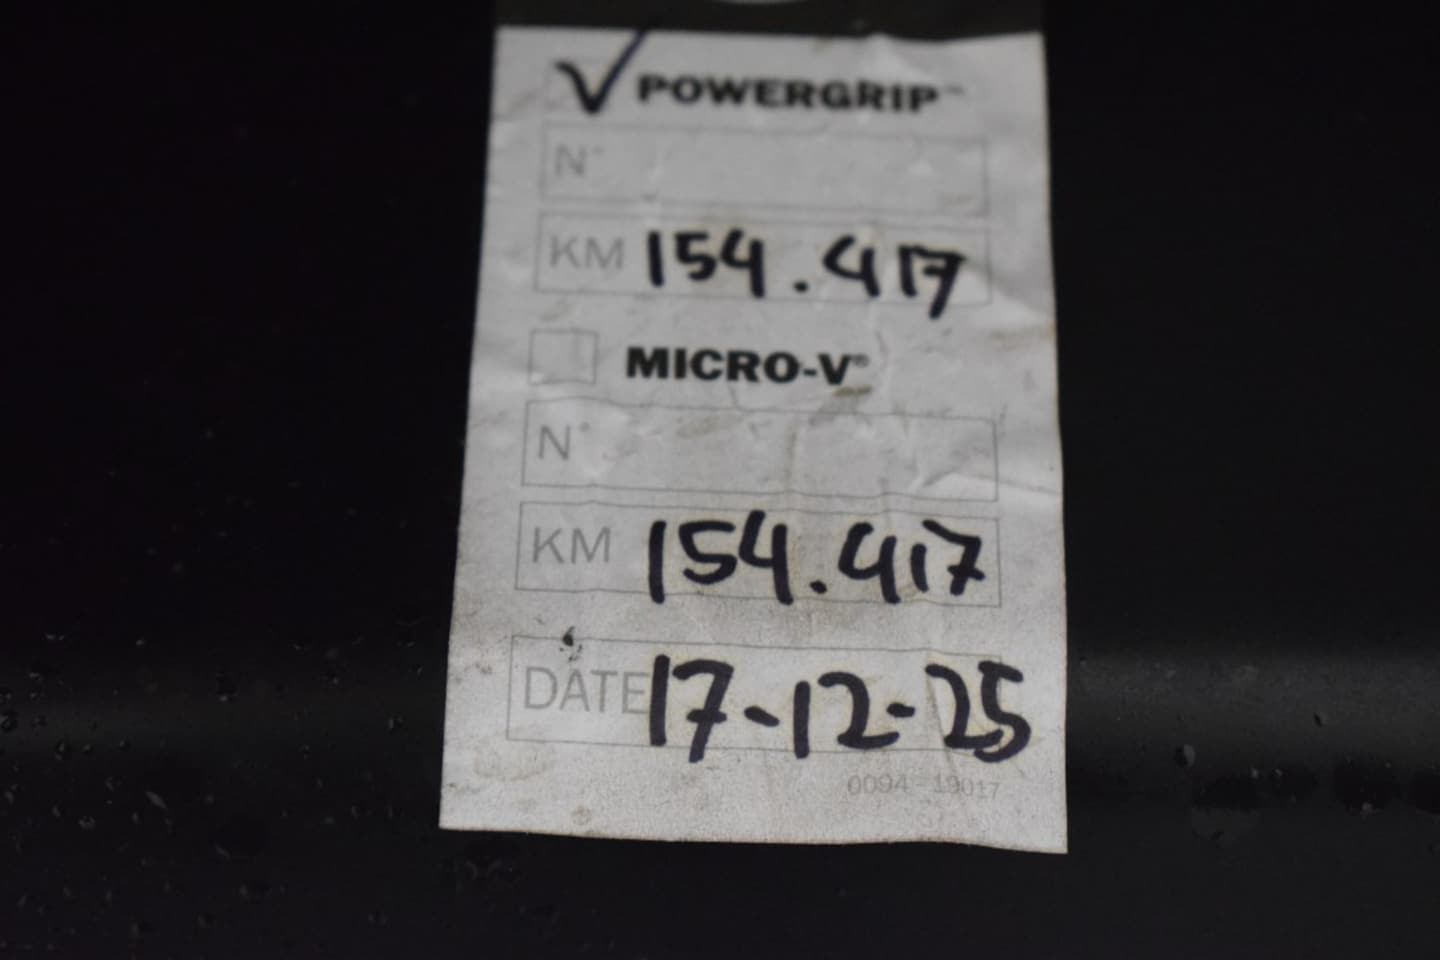 ✓ POWERGRIP™
N°
KM 154.417
MICRO-V®
N°
KM 154.417
DATE 17-12-25
0094-19017